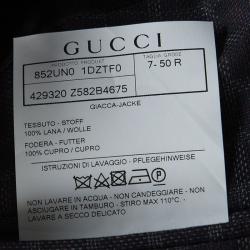 GUCCI
PRODOTTO PRODUCT
TAGLIA GROSSE
852UN0 1DZTF0
7- 50 R
429320 Z582B4675
GIACCA-JACKE
TESSUTO - STOFF
100% LANA / WOLLE
FODERA - FUTTER
100% CUPRO / CUPRO
ISTRUZIONI DI LAVAGGIO - PFLEGEHINWEISE
NON LAVARE IN ACQUA - NON CANDEGGIARE - NON
ASCIUGARE IN TAMBURO - STIRO MAX 110°C. -
LAVARE A SECCO DELICATO